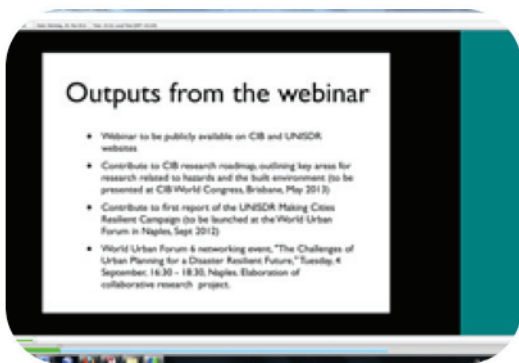 Outputs from the webinar
• Webinar to be publicly available on CIB and UNISDR
websites
• Contribute to CIB research roadmap, outlining key areas for
research related to hazards and the built environment (to be
presented at CIB World Congress, Brisbane, May 2013)
• Contribute to first report of the UNISDR Making Cities
Resilient Campaign (to be launched at the World Urban
Forum in Naples, Sept 2012)
• World Urban Forum 6 networking event, "The Challenges of
Urban Planning for a Disaster Resilient Future," Tuesday, 4
September, 16:30 – 18:30, Naples. Elaboration of
collaborative research project.